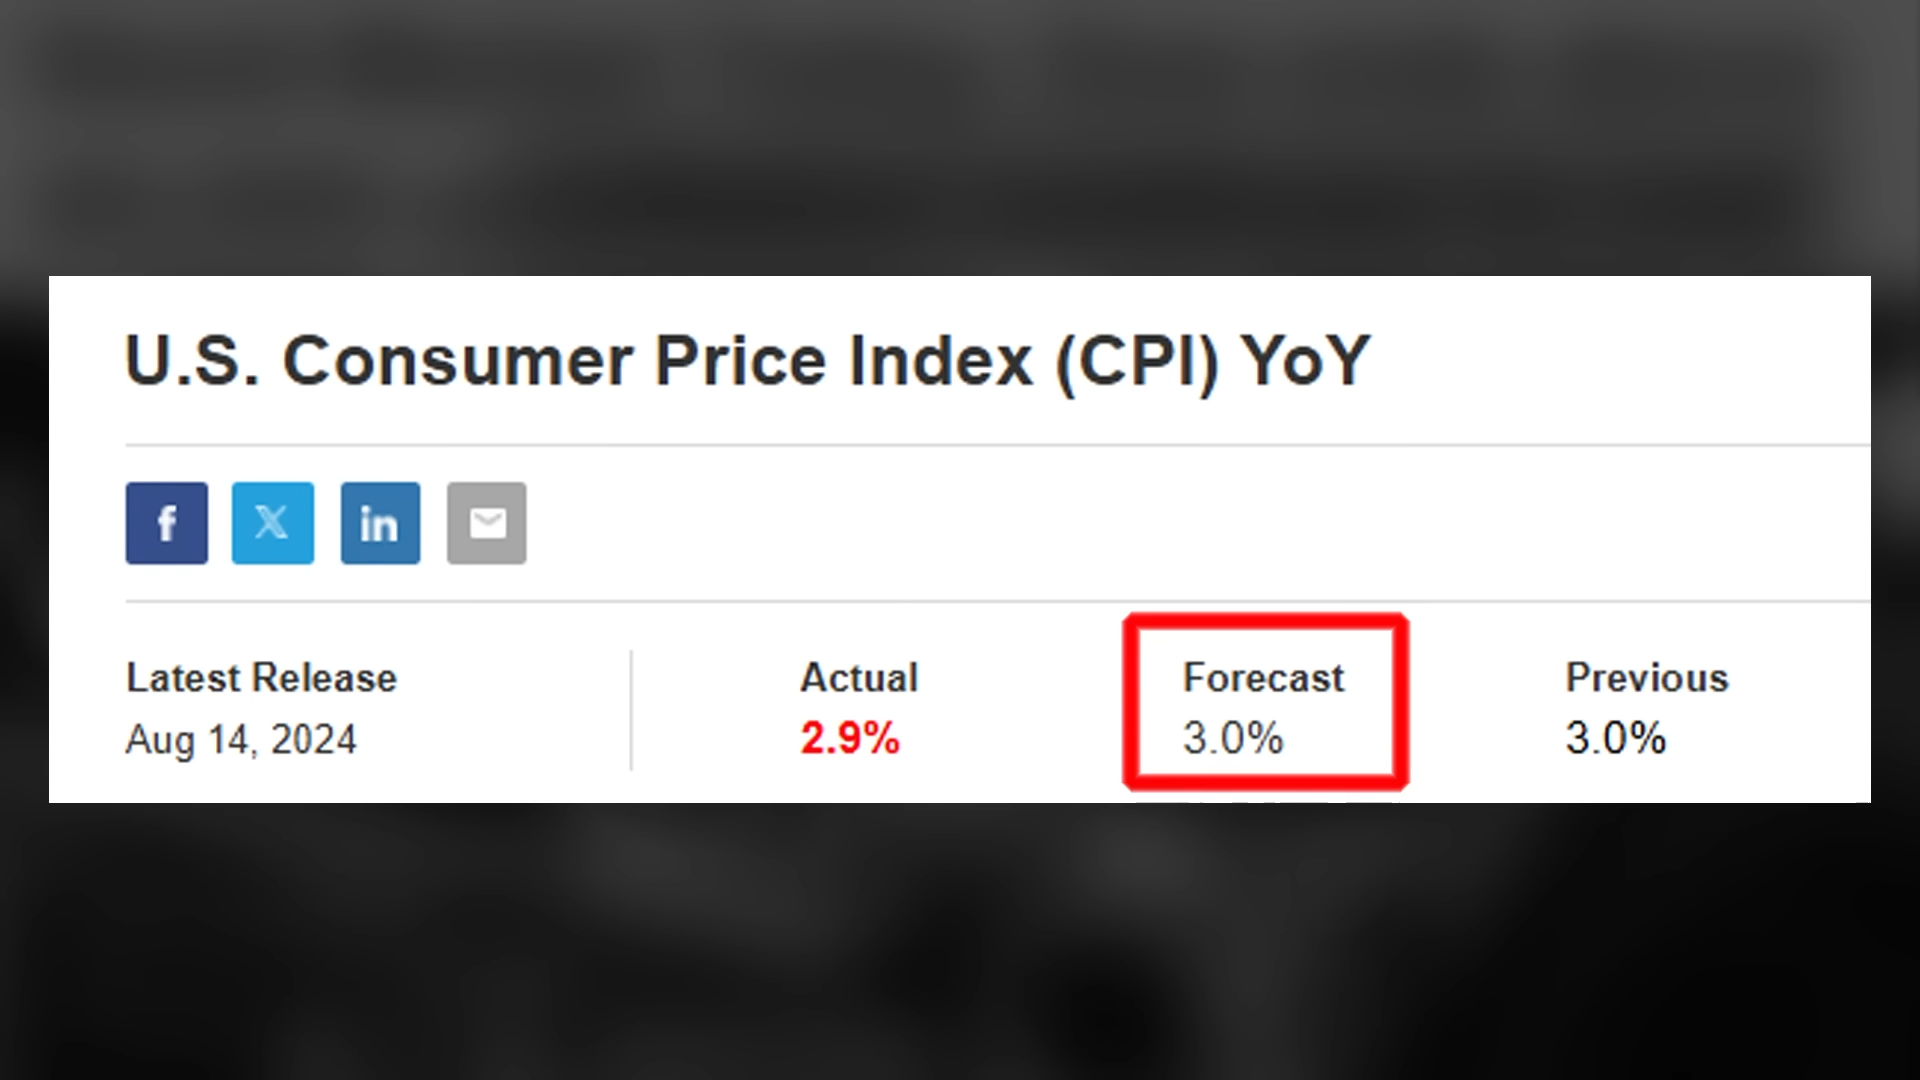 U.S. Consumer Price Index (CPI) YoY
f X in
Latest Release Actual Forecast Previous
Aug 14, 2024 2.9% 3.0% 3.0%